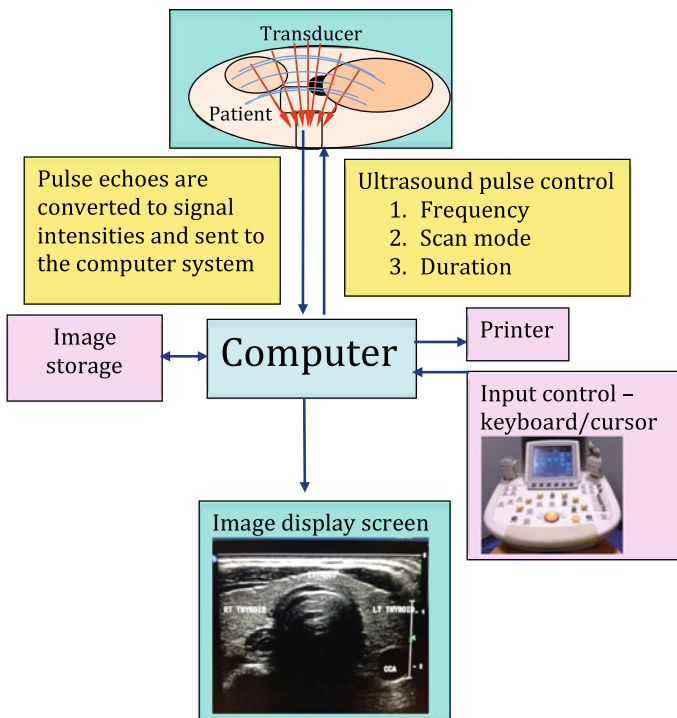 Transducer
Patient
Pulse echoes are
converted to signal
intensities and sent to
the computer system
Ultrasound pulse control
1. Frequency
2. Scan mode
3. Duration
Image
storage
Computer
Printer
Input control –
keyboard/cursor
Image display screen
RT THYROID
LT THYROID
1
2
CCA